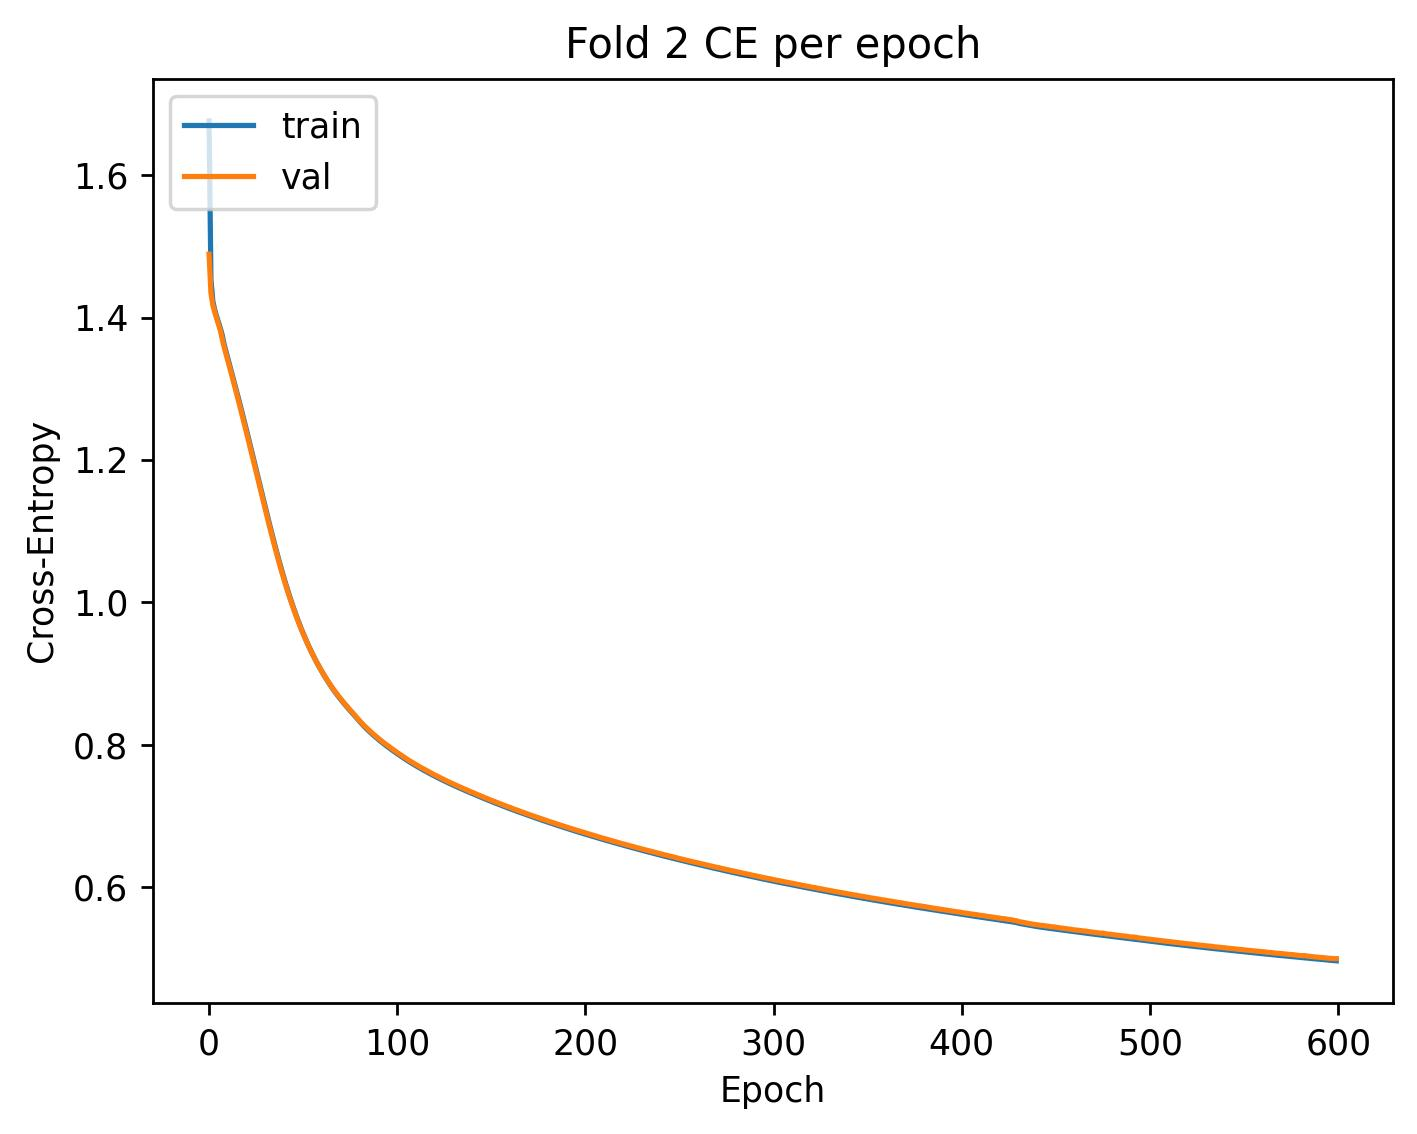 Fold 2 CE per epoch
train
val
1.6
1.4
1.2
1.0
0.8
0.6
Cross-Entropy
0 100 200 300 400 500 600
Epoch